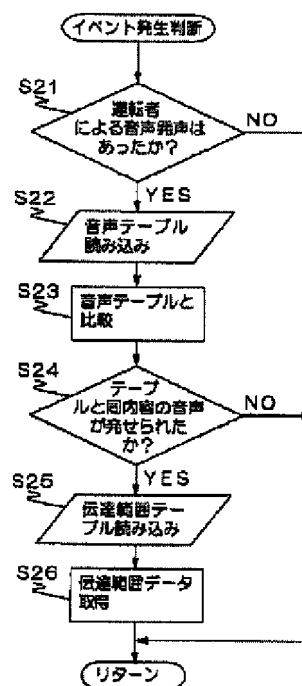 イベント発生判断
S21
運転者
による音声発声は
あったか?
NO
YES
S22
音声テーブル
読み込み
S23
音声テーブルと
比較
S24
テーブ
ルと同内容の音声
が発せられた
か?
NO
YES
S25
伝達範囲テー
ブル読み込み
S26
伝達範囲データ
取得
リターン